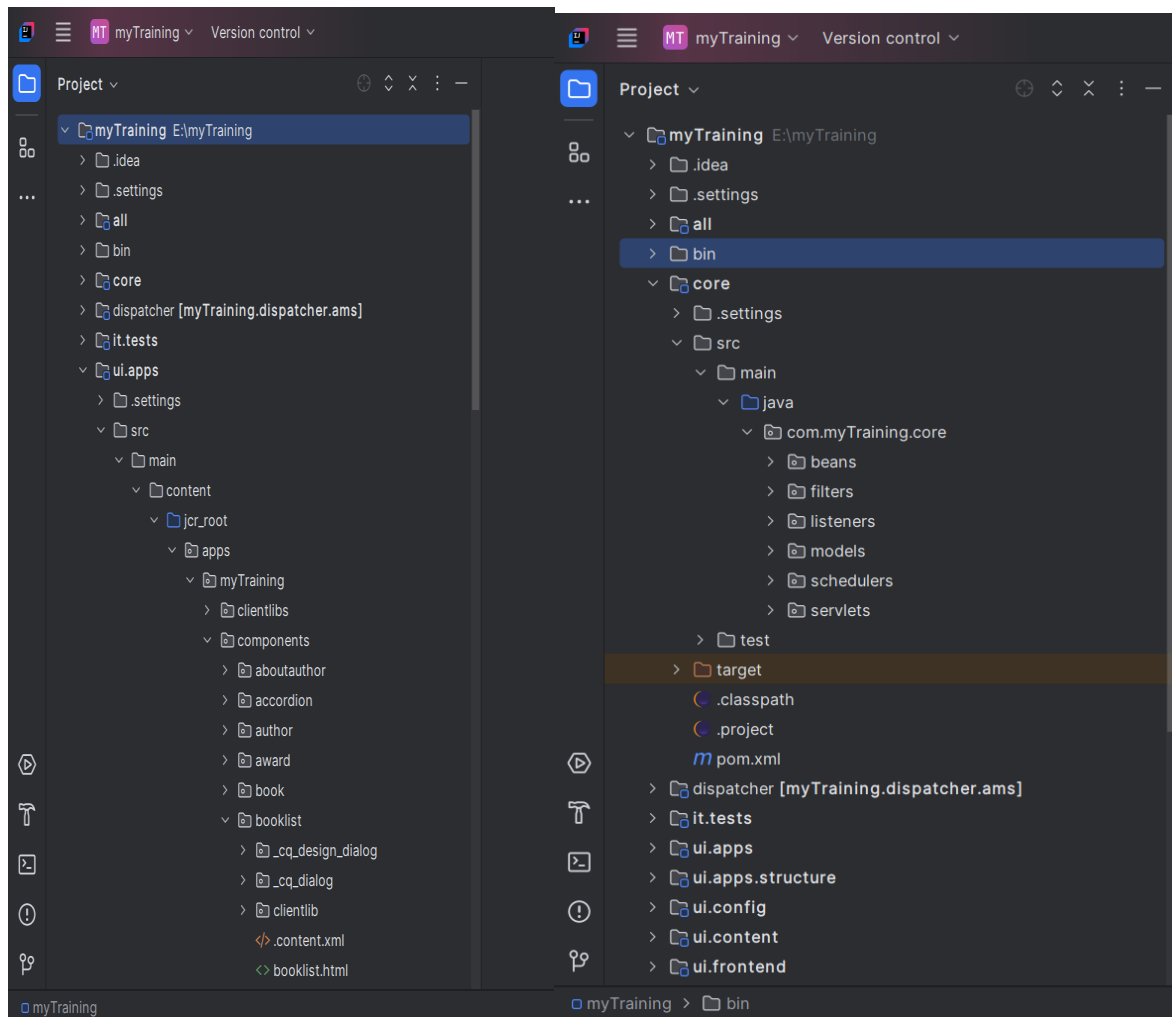 MT myTraining Version control
Project
myTraining E:\myTraining
.idea
.settings
all
bin
core
dispatcher [myTraining.dispatcher.ams]
it.tests
ui.apps
.settings
src
main
content
jcr_root
apps
myTraining
clientlibs
components
aboutauthor
accordion
author
award
book
booklist
_cq_design_dialog
_cq_dialog
clientlib
.content.xml
booklist.html
myTraining
MT myTraining Version control
Project
myTraining E:\myTraining
.idea
.settings
all
bin
core
.settings
src
main
java
com.myTraining.core
beans
filters
listeners
models
schedulers
servlets
test
target
.classpath
.project
m pom.xml
dispatcher [myTraining.dispatcher.ams]
it.tests
ui.apps
ui.apps.structure
ui.config
ui.content
ui.frontend
myTraining > bin